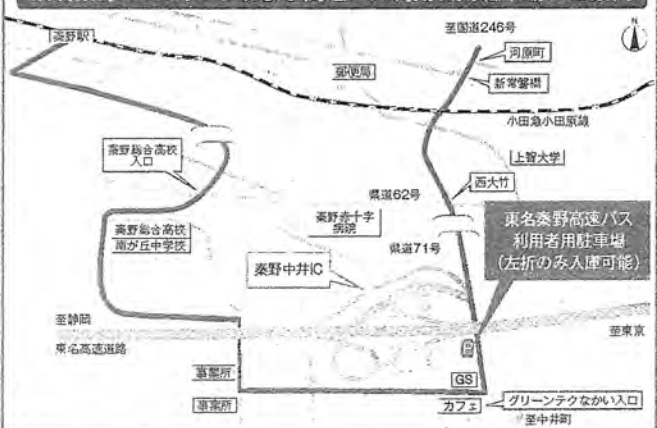 至国道246号
N
秦野駅
河原町
郵便局
新常磐橋
小田急小田原線
秦野総合高校
入口
上智大学
西大竹
県道62号
秦野総合高校
南が丘中学校
秦野赤十字
病院
県道71号
東名秦野高速バス
利用者用駐車場
(左折のみ入庫可能)
秦野中井IC
至静岡
東名高速道路
至東京
P
事業所
GS
事業所
カフェ
グリーンテクなかい入口
至中井町